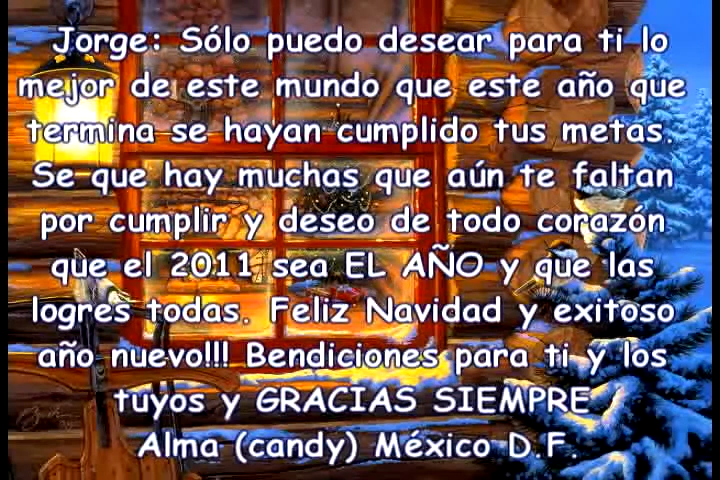 Jorge: Sólo puedo desear para ti lo
mejor de este mundo que este año que
termina se hayan cumplido tus metas.
Se que hay muchas que aún te faltan
por cumplir y deseo de todo corazón
que el 2011 sea EL AÑO y que las
logres todas. Feliz Navidad y exitoso
año nuevo!!! Bendiciones para ti y los
tuyos y GRACIAS SIEMPRE
Alma (candy) México D.F.